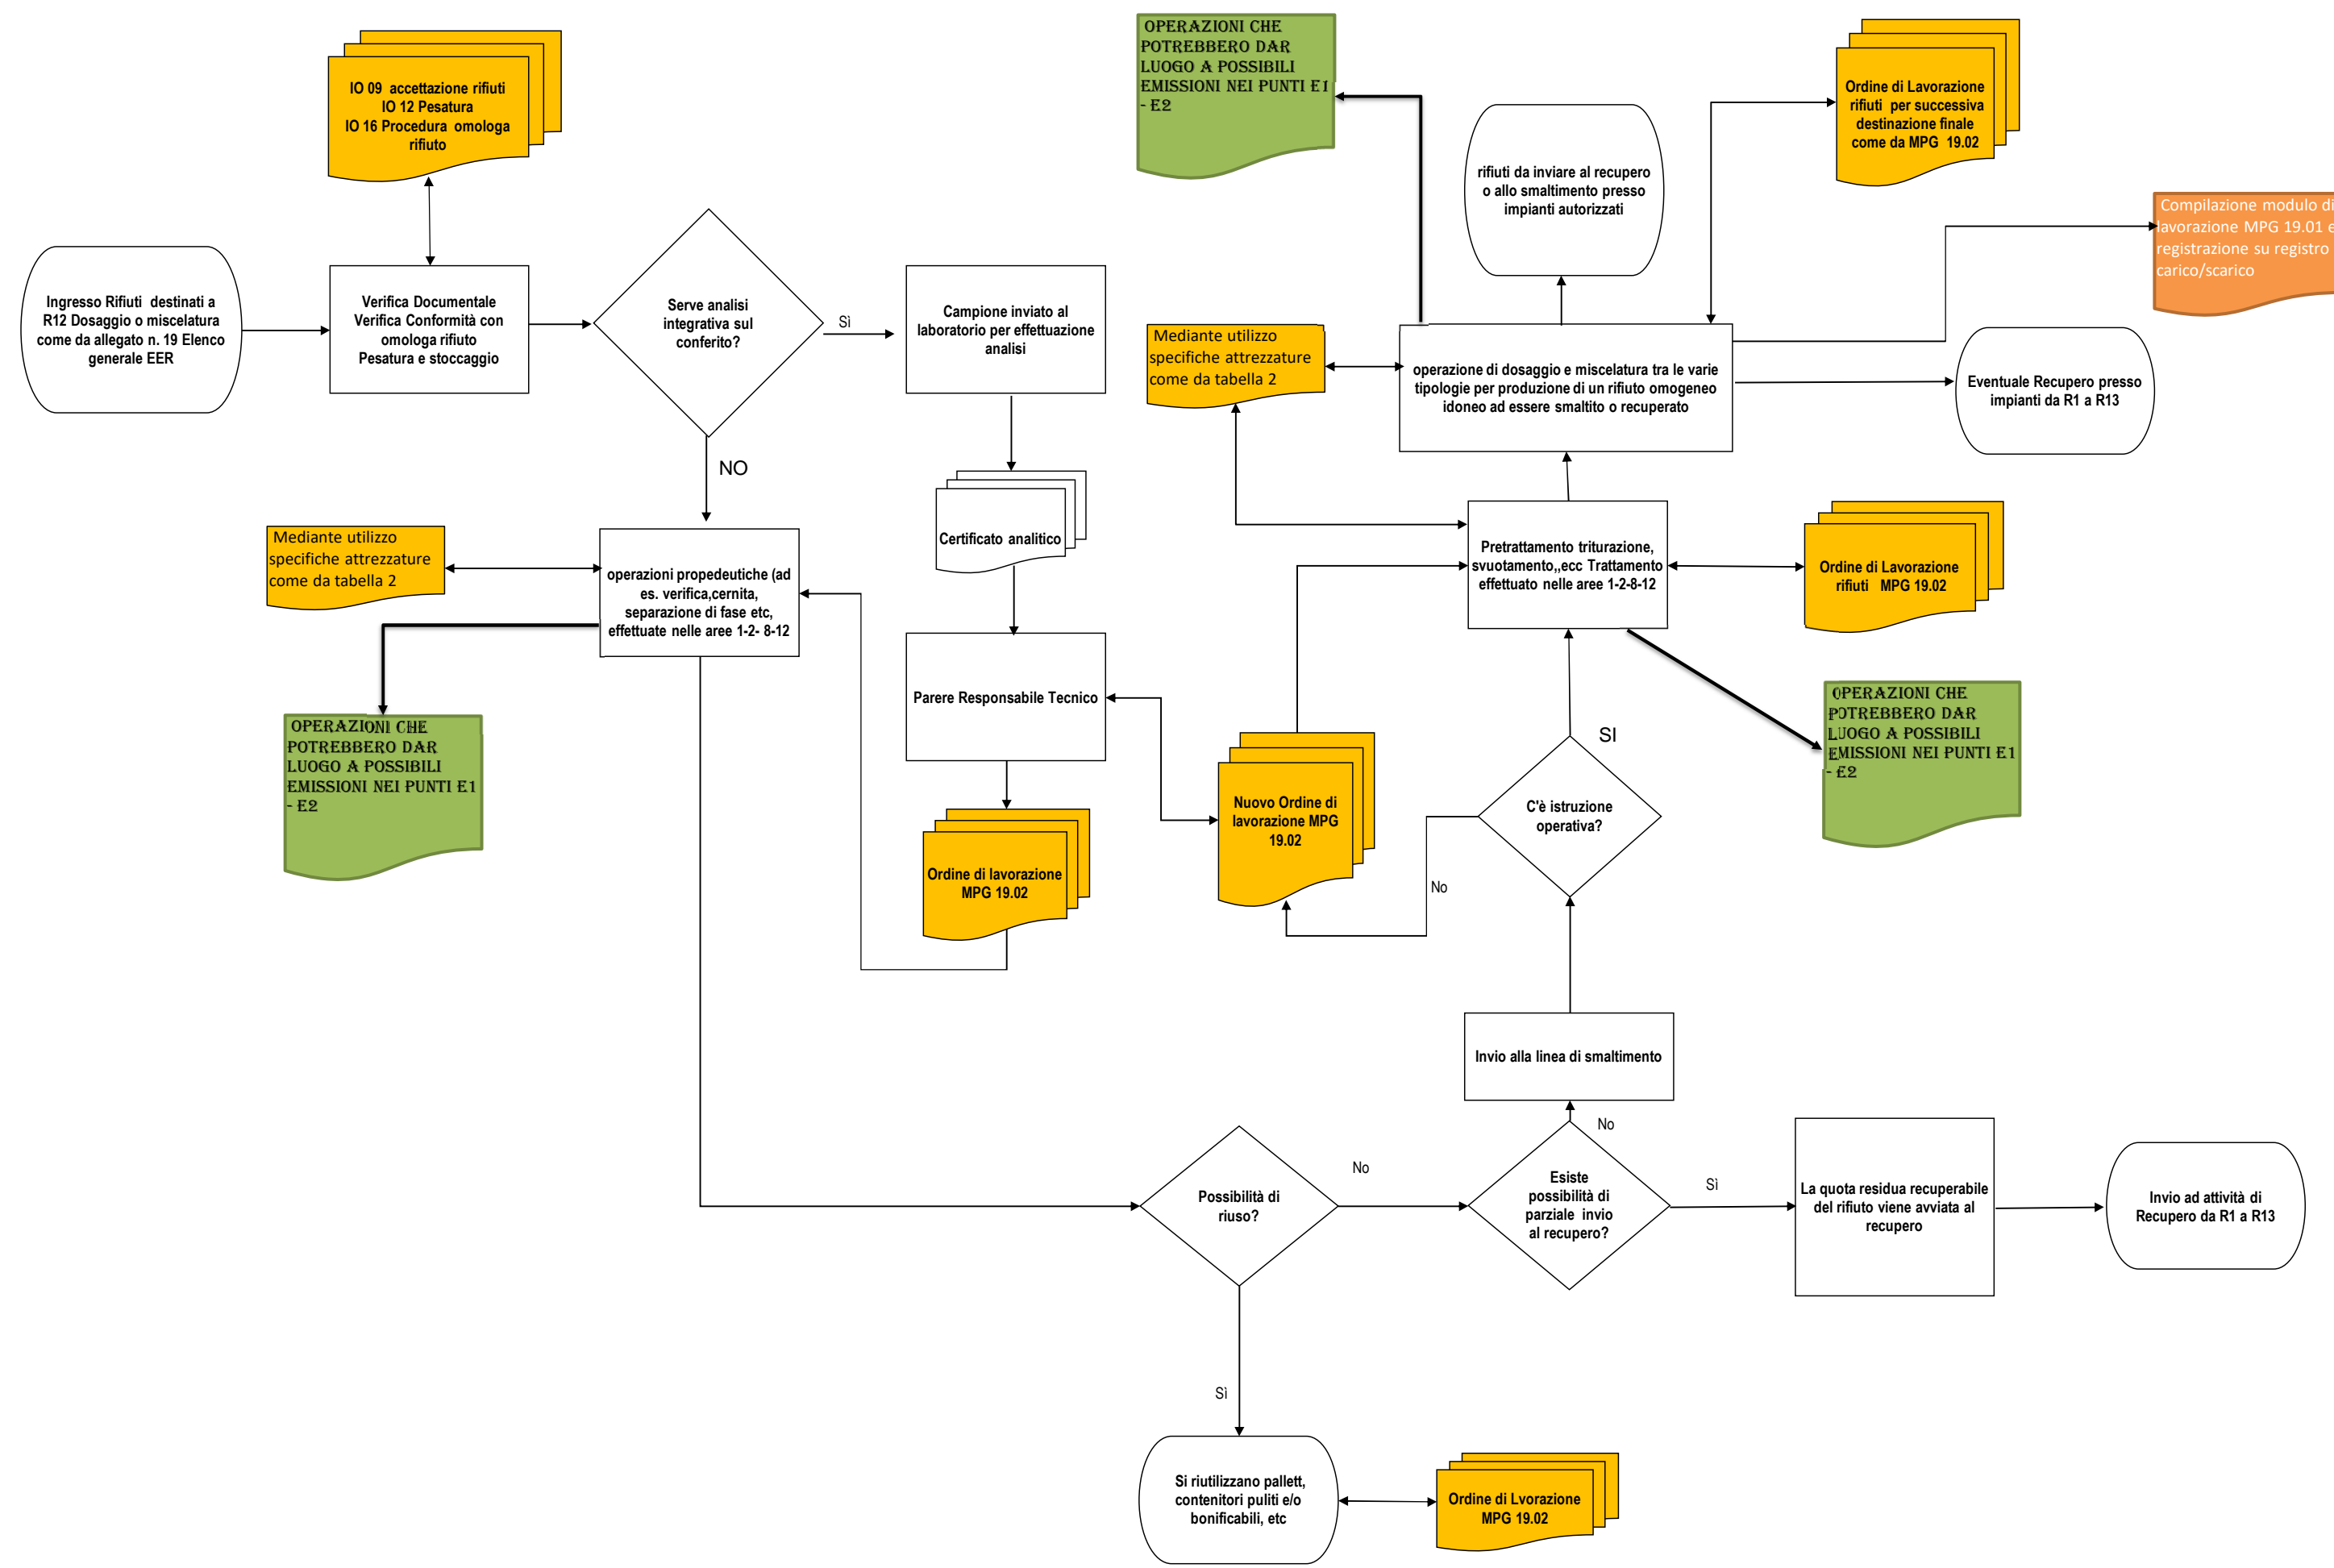 OPERAZIONI CHE
POTREBBERO DAR
LUOGO A POSSIBILI
EMISSIONI NEI PUNTI E1
- E2
IO 09 accettazione rifiuti
IO 12 Pesatura
IO 16 Procedura omologa
rifiuto
Ordine di Lavorazione
rifiuti per successiva
destinazione finale
come da MPG 19.02
rifiuti da inviare al recupero
o allo smaltimento presso
impianti autorizzati
Compilazione modulo di
lavorazione MPG 19.01 e
registrazione su registro
carico/scarico
Ingresso Rifiuti destinati a
R12 Dosaggio o miscelatura
come da allegato n. 19 Elenco
generale EER
Verifica Documentale
Verifica Conformità con
omologa rifiuto
Pesatura e stoccaggio
Serve analisi
integrativa sul
conferito?
Sì
Campione inviato al
laboratorio per effettuazione
analisi
Mediante utilizzo
specifiche attrezzature
come da tabella 2
operazione di dosaggio e miscelatura tra le varie
tipologie per produzione di un rifiuto omogeneo
idoneo ad essere smaltito o recuperato
Eventuale Recupero presso
impianti da R1 a R13
NO
Certificato analitico
Mediante utilizzo
specifiche attrezzature
come da tabella 2
operazioni propedeutiche (ad
es. verifica,cernita,
separazione di fase etc,
effettuate nelle aree 1-2- 8-12
Pretrattamento triturazione,
svuotamento,,ecc Trattamento
effettuato nelle aree 1-2-8-12
Ordine di Lavorazione
rifiuti MPG 19.02
Parere Responsabile Tecnico
OPERAZIONI CHE
POTREBBERO DAR
LUOGO A POSSIBILI
EMISSIONI NEI PUNTI E1
- E2
SI
OPERAZIONI CHE
POTREBBERO DAR
LUOGO A POSSIBILI
EMISSIONI NEI PUNTI E1
- E2
Nuovo Ordine di
lavorazione MPG
19.02
C'è istruzione
operativa?
Ordine di lavorazione
MPG 19.02
No
Invio alla linea di smaltimento
No
Possibilità di
riuso?
No
Esiste
possibilità di
parziale invio
al recupero?
Sì
La quota residua recuperabile
del rifiuto viene avviata al
recupero
Invio ad attività di
Recupero da R1 a R13
Sì
Si riutilizzano pallett,
contenitori puliti e/o
bonificabili, etc
Ordine di Lvorazione
MPG 19.02